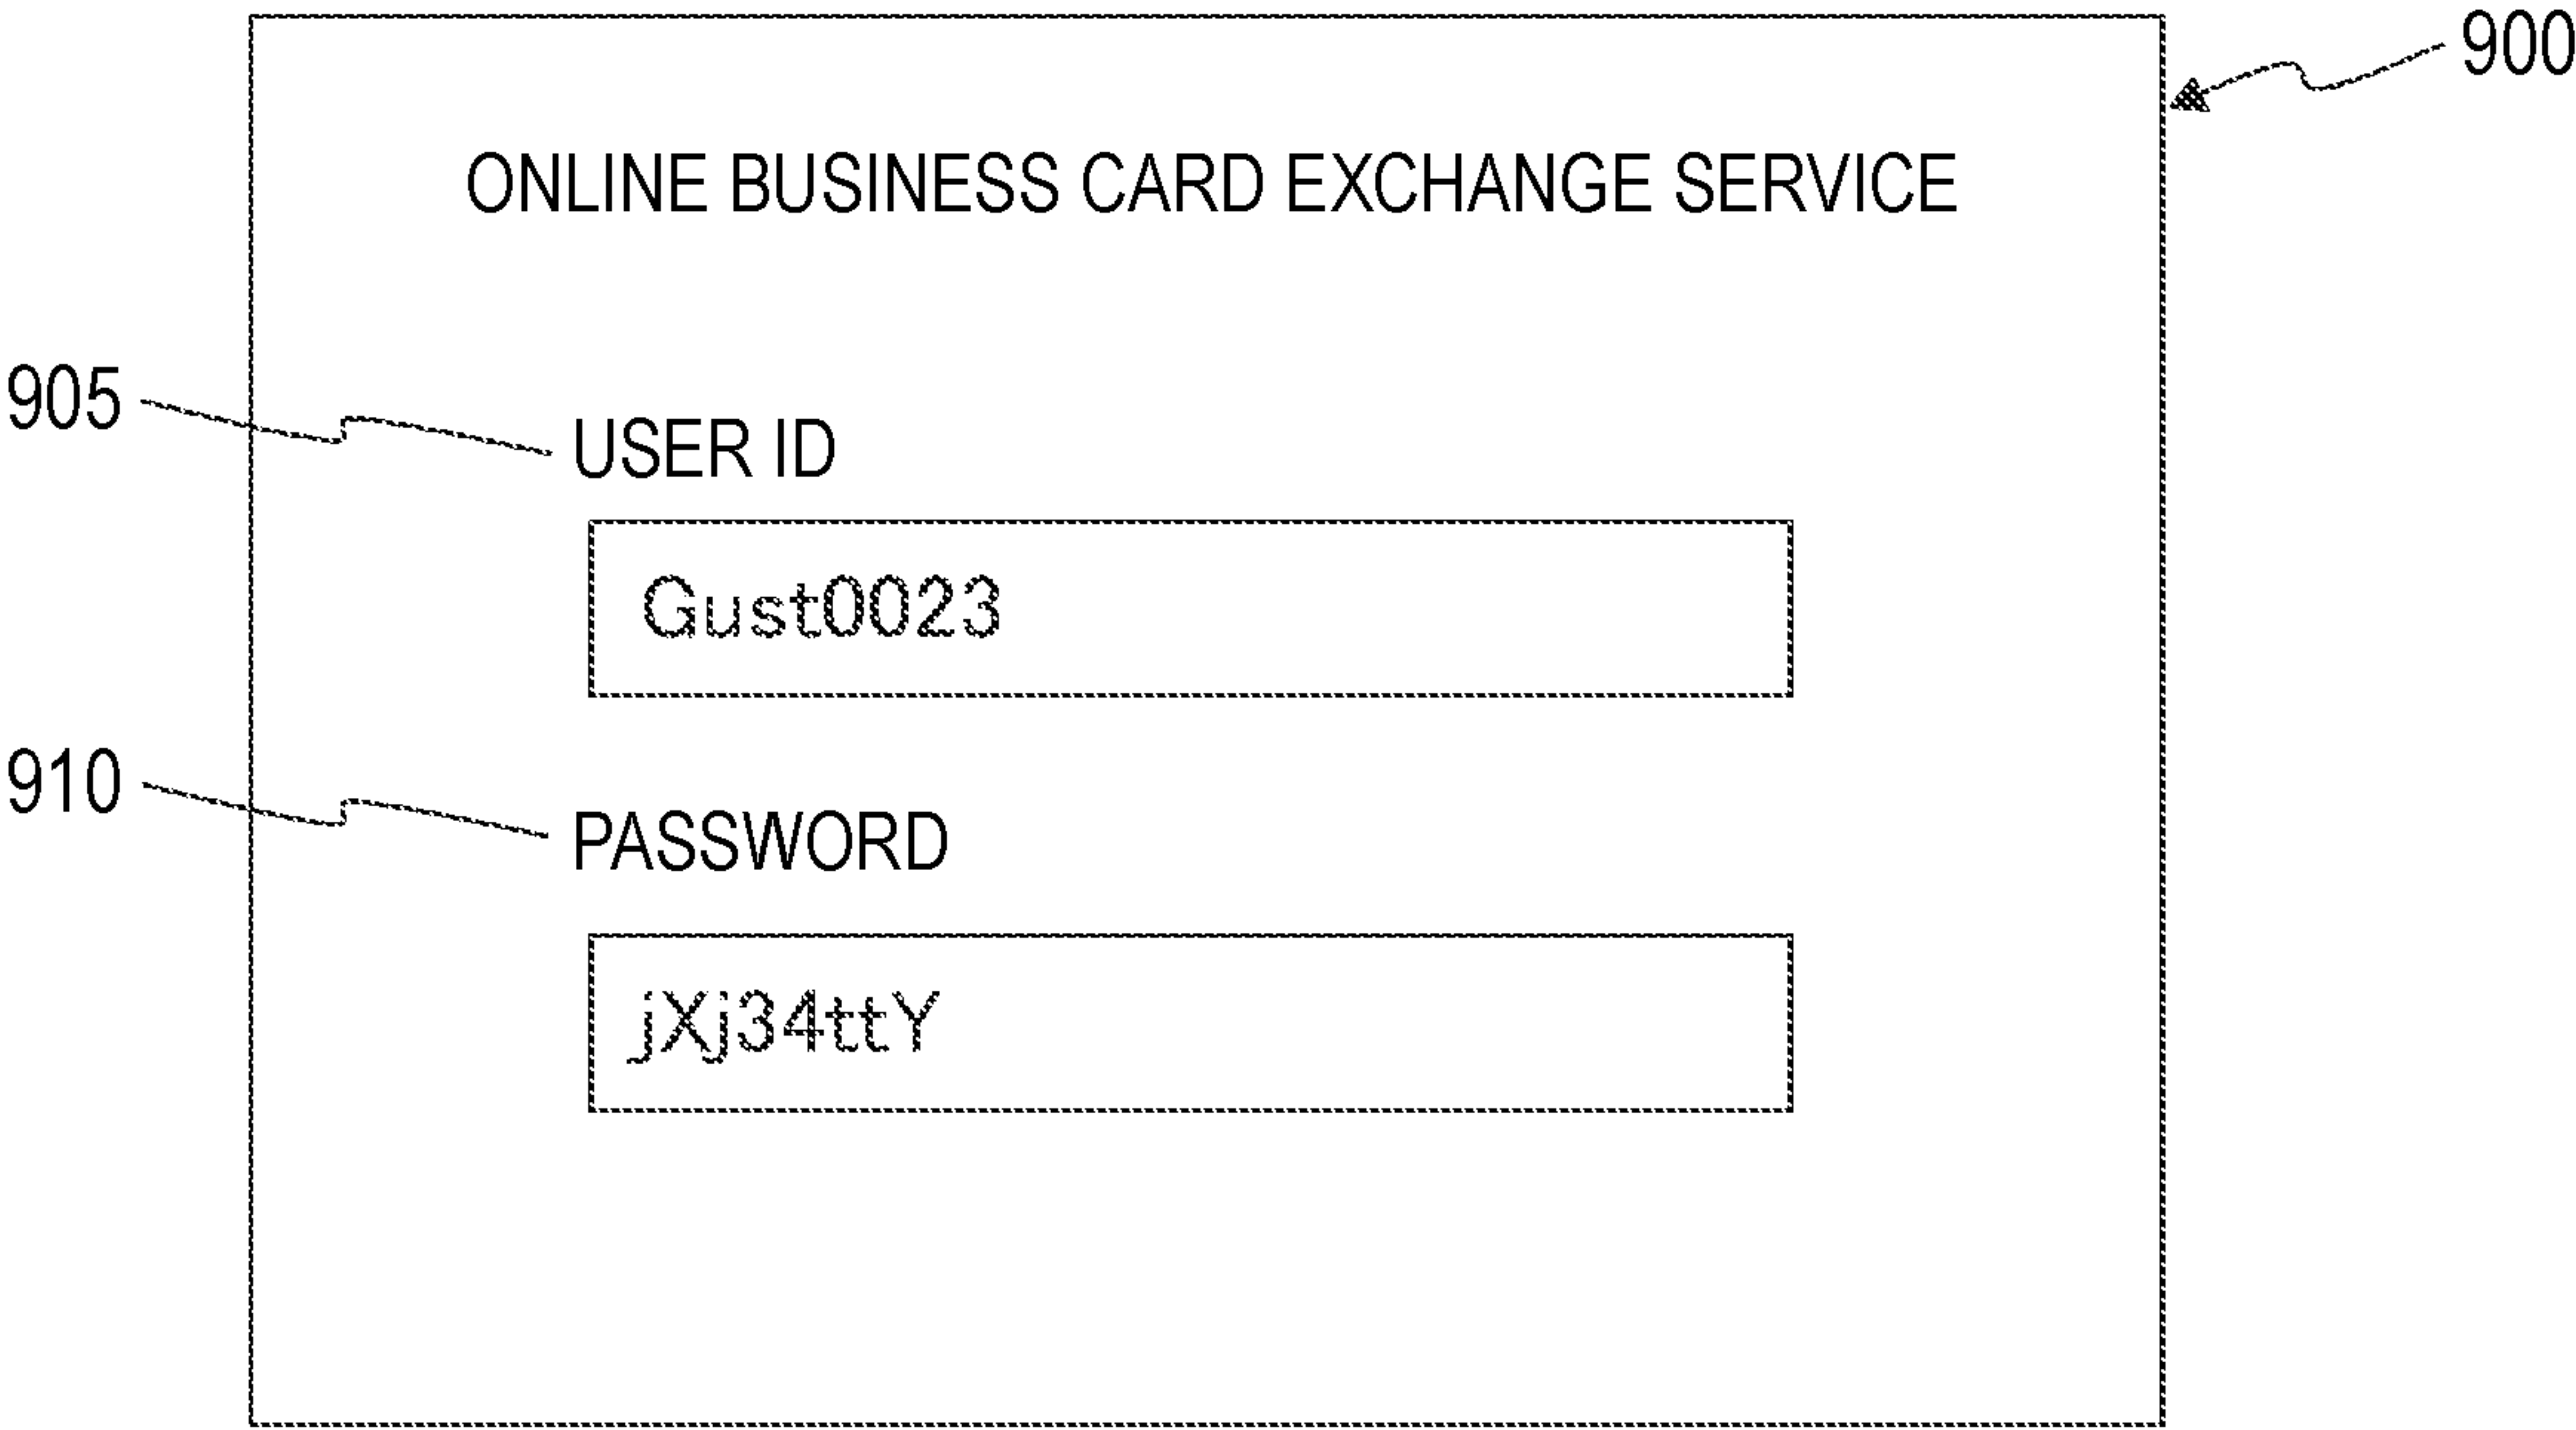 900
ONLINE BUSINESS CARD EXCHANGE SERVICE
905
USER ID
Gust0023
910
PASSWORD
jXj34ttY